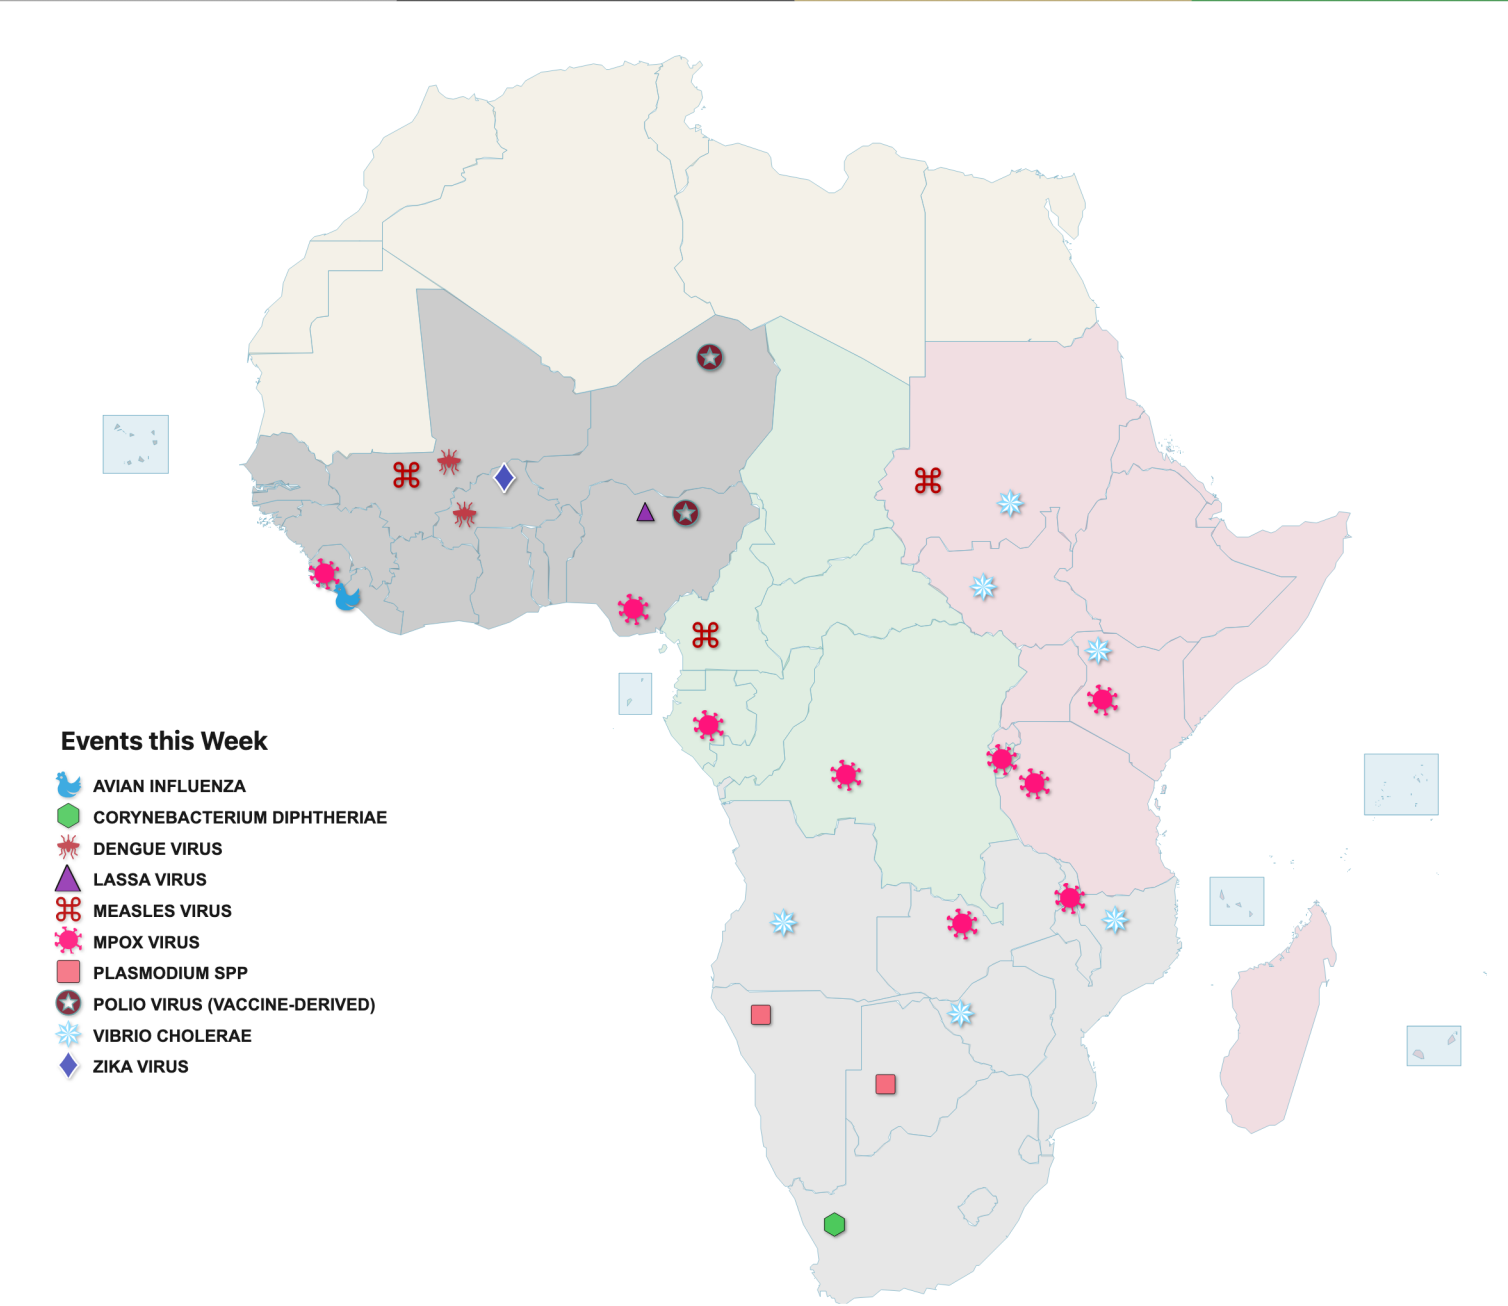 Events this Week
AVIAN INFLUENZA
CORYNEBACTERIUM DIPHTHERIAE
DENGUE VIRUS
LASSA VIRUS
MEASLES VIRUS
MPOX VIRUS
PLASMODIUM SPP
POLIO VIRUS (VACCINE-DERIVED)
VIBRIO CHOLERAE
ZIKA VIRUS